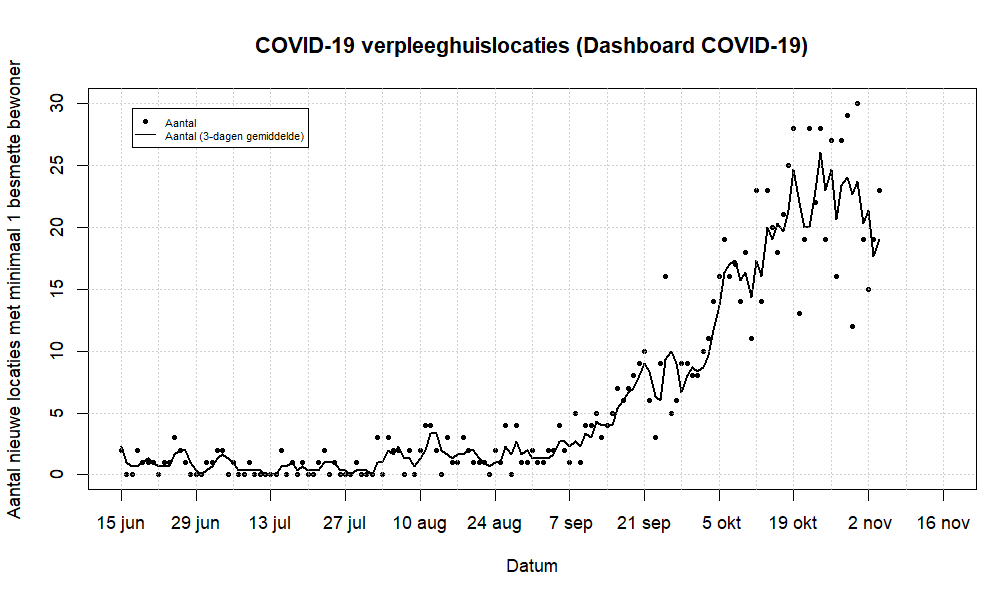 COVID-19 verpleeghuislocaties (Dashboard COVID-19)
Aantal nieuwe locaties met minimaal 1 besmette bewoner
30
25
20
15
10
5
0
Aantal
Aantal (3-dagen gemiddelde)
15 jun 29 jun 13 jul 27 jul 10 aug 24 aug 7 sep 21 sep 5 okt 19 okt 2 nov 16 nov
Datum